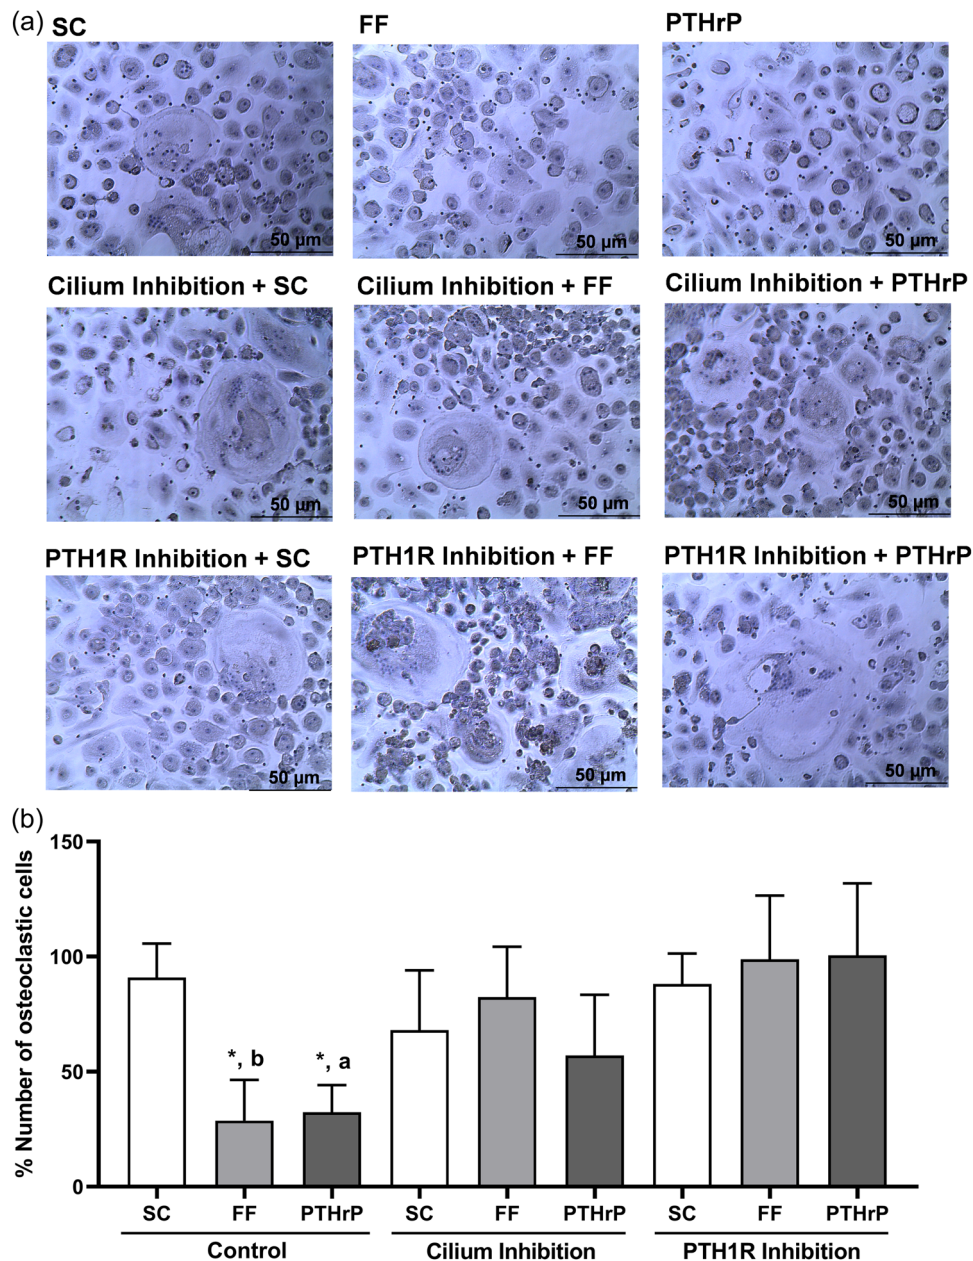 (a) SC FF PTHrP
50 µm 50 µm 50 µm
Cilium Inhibition + SC Cilium Inhibition + FF Cilium Inhibition + PTHrP
50 µm 50 µm 50 µm
PTH1R Inhibition + SC PTH1R Inhibition + FF PTH1R Inhibition + PTHrP
50 µm 50 µm 50 µm
(b)
% Number of osteoclastic cells
150
100
50
0
*, b *, a
SC FF PTHrP SC FF PTHrP SC FF PTHrP
Control Cilium Inhibition PTH1R Inhibition